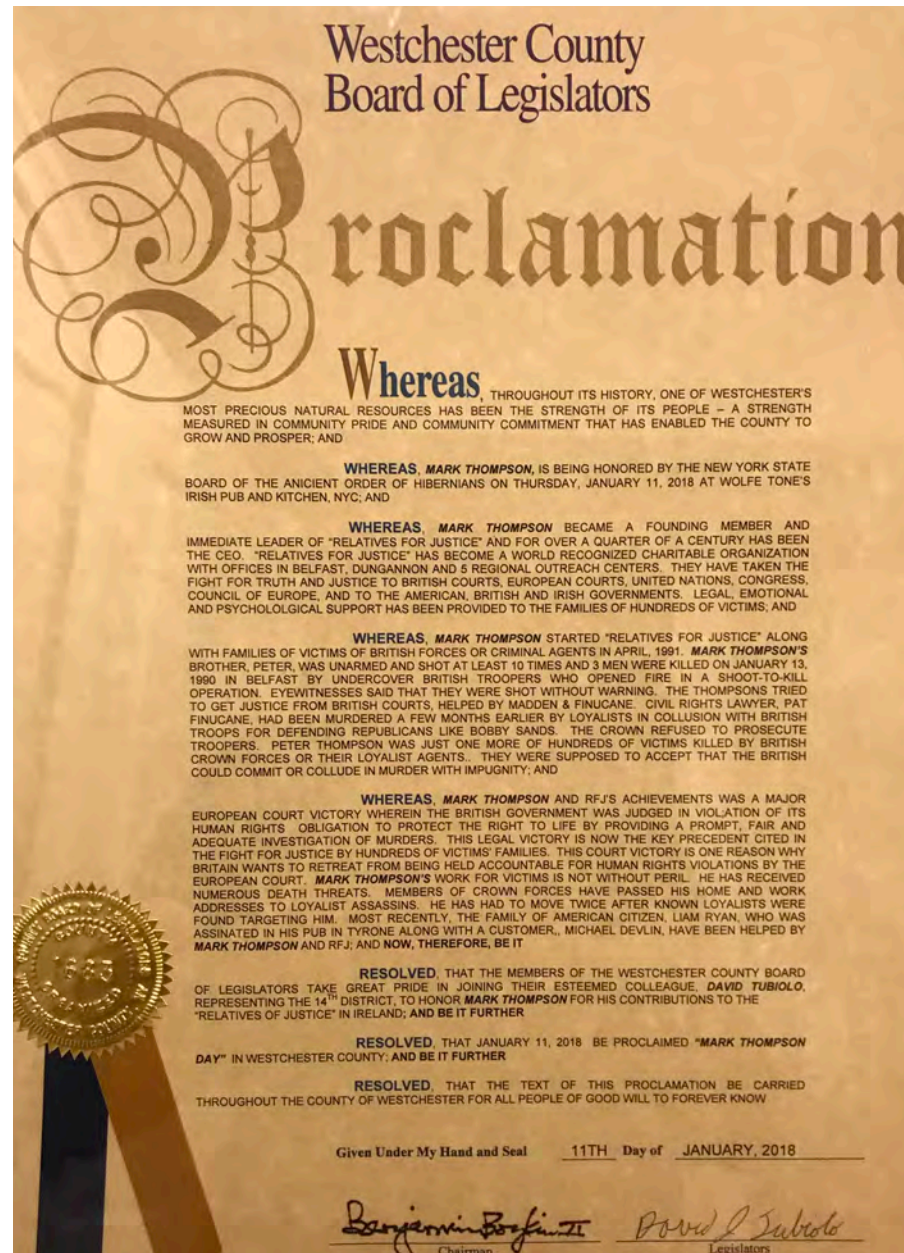 Westchester County
Board of Legislators
Proclamation
Whereas, THROUGHOUT ITS HISTORY, ONE OF WESTCHESTER'S
MOST PRECIOUS NATURAL RESOURCES HAS BEEN THE STRENGTH OF ITS PEOPLE – A STRENGTH
MEASURED IN COMMUNITY PRIDE AND COMMUNITY COMMITMENT THAT HAS ENABLED THE COUNTY TO
GROW AND PROSPER; AND
WHEREAS, MARK THOMPSON, IS BEING HONORED BY THE NEW YORK STATE
BOARD OF THE ANICIENT ORDER OF HIBERNIANS ON THURSDAY, JANUARY 11, 2018 AT WOLFE TONE'S
IRISH PUB AND KITCHEN, NYC; AND
WHEREAS, MARK THOMPSON BECAME A FOUNDING MEMBER AND
IMMEDIATE LEADER OF "RELATIVES FOR JUSTICE" AND FOR OVER A QUARTER OF A CENTURY HAS BEEN
THE CEO. "RELATIVES FOR JUSTICE" HAS BECOME A WORLD RECOGNIZED CHARITABLE ORGANIZATION
WITH OFFICES IN BELFAST, DUNGANNON AND 5 REGIONAL OUTREACH CENTERS. THEY HAVE TAKEN THE
FIGHT FOR TRUTH AND JUSTICE TO BRITISH COURTS, EUROPEAN COURTS, UNITED NATIONS, CONGRESS,
COUNCIL OF EUROPE, AND TO THE AMERICAN, BRITISH AND IRISH GOVERNMENTS. LEGAL, EMOTIONAL
AND PSYCHOLOLGICAL SUPPORT HAS BEEN PROVIDED TO THE FAMILIES OF HUNDREDS OF VICTIMS; AND
WHEREAS, MARK THOMPSON STARTED "RELATIVES FOR JUSTICE" ALONG
WITH FAMILIES OF VICTIMS OF BRITISH FORCES OR CRIMINAL AGENTS IN APRIL, 1991. MARK THOMPSON'S
BROTHER, PETER, WAS UNARMED AND SHOT AT LEAST 10 TIMES AND 3 MEN WERE KILLED ON JANUARY 13,
1990 IN BELFAST BY UNDERCOVER BRITISH TROOPERS WHO OPENED FIRE IN A SHOOT-TO-KILL
OPERATION. EYEWITNESSES SAID THAT THEY WERE SHOT WITHOUT WARNING. THE THOMPSONS TRIED
TO GET JUSTICE FROM BRITISH COURTS, HELPED BY MADDEN & FINUCANE. CIVIL RIGHTS LAWYER, PAT
FINUCANE, HAD BEEN MURDERED A FEW MONTHS EARLIER BY LOYALISTS IN COLLUSION WITH BRITISH
TROOPS FOR DEFENDING REPUBLICANS LIKE BOBBY SANDS. THE CROWN REFUSED TO PROSECUTE
TROOPERS. PETER THOMPSON WAS JUST ONE MORE OF HUNDREDS OF VICTIMS KILLED BY BRITISH
CROWN FORCES OR THEIR LOYALIST AGENTS.. THEY WERE SUPPOSED TO ACCEPT THAT THE BRITISH
COULD COMMIT OR COLLUDE IN MURDER WITH IMPUGNITY; AND
WHEREAS, MARK THOMPSON AND RFJ'S ACHIEVEMENTS WAS A MAJOR
EUROPEAN COURT VICTORY WHEREIN THE BRITISH GOVERNMENT WAS JUDGED IN VIOL;ATION OF ITS
HUMAN RIGHTS OBLIGATION TO PROTECT THE RIGHT TO LIFE BY PROVIDING A PROMPT, FAIR AND
ADEQUATE INVESTIGATION OF MURDERS. THIS LEGAL VICTORY IS NOW THE KEY PRECEDENT CITED IN
THE FIGHT FOR JUSTICE BY HUNDREDS OF VICTIMS' FAMILIES. THIS COURT VICTORY IS ONE REASON WHY
BRITAIN WANTS TO RETREAT FROM BEING HELD ACCOUNTABLE FOR HUMAN RIGHTS VIOLATIONS BY THE
EUROPEAN COURT. MARK THOMPSON'S WORK FOR VICTIMS IS NOT WITHOUT PERIL. HE HAS RECEIVED
NUMEROUS DEATH THREATS. MEMBERS OF CROWN FORCES HAVE PASSED HIS HOME AND WORK
ADDRESSES TO LOYALIST ASSASSINS. HE HAS HAD TO MOVE TWICE AFTER KNOWN LOYALISTS WERE
FOUND TARGETING HIM. MOST RECENTLY, THE FAMILY OF AMERICAN CITIZEN, LIAM RYAN, WHO WAS
ASSINATED IN HIS PUB IN TYRONE ALONG WITH A CUSTOMER,, MICHAEL DEVLIN, HAVE BEEN HELPED BY
MARK THOMPSON AND RFJ; AND NOW, THEREFORE, BE IT
RESOLVED, THAT THE MEMBERS OF THE WESTCHESTER COUNTY BOARD
OF LEGISLATORS TAKE GREAT PRIDE IN JOINING THEIR ESTEEMED COLLEAGUE, DAVID TUBIOLO,
REPRESENTING THE 14TH DISTRICT, TO HONOR MARK THOMPSON FOR HIS CONTRIBUTIONS TO THE
"RELATIVES OF JUSTICE" IN IRELAND; AND BE IT FURTHER
RESOLVED, THAT JANUARY 11, 2018 BE PROCLAIMED "MARK THOMPSON
DAY" IN WESTCHESTER COUNTY; AND BE IT FURTHER
RESOLVED, THAT THE TEXT OF THIS PROCLAMATION BE CARRIED
THROUGHOUT THE COUNTY OF WESTCHESTER FOR ALL PEOPLE OF GOOD WILL TO FOREVER KNOW
1683
Given Under My Hand and Seal 11TH Day of JANUARY, 2018
Benjamin Boykin II David J Tubiolo
Chairman Legislators